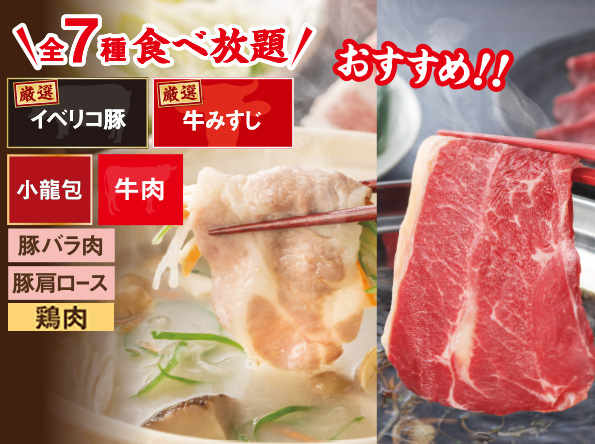 全7種食べ放題
おすすめ!!
厳選
イベリコ豚
厳選
牛みすじ
小龍包
牛肉
豚バラ肉
豚肩ロース
鶏肉